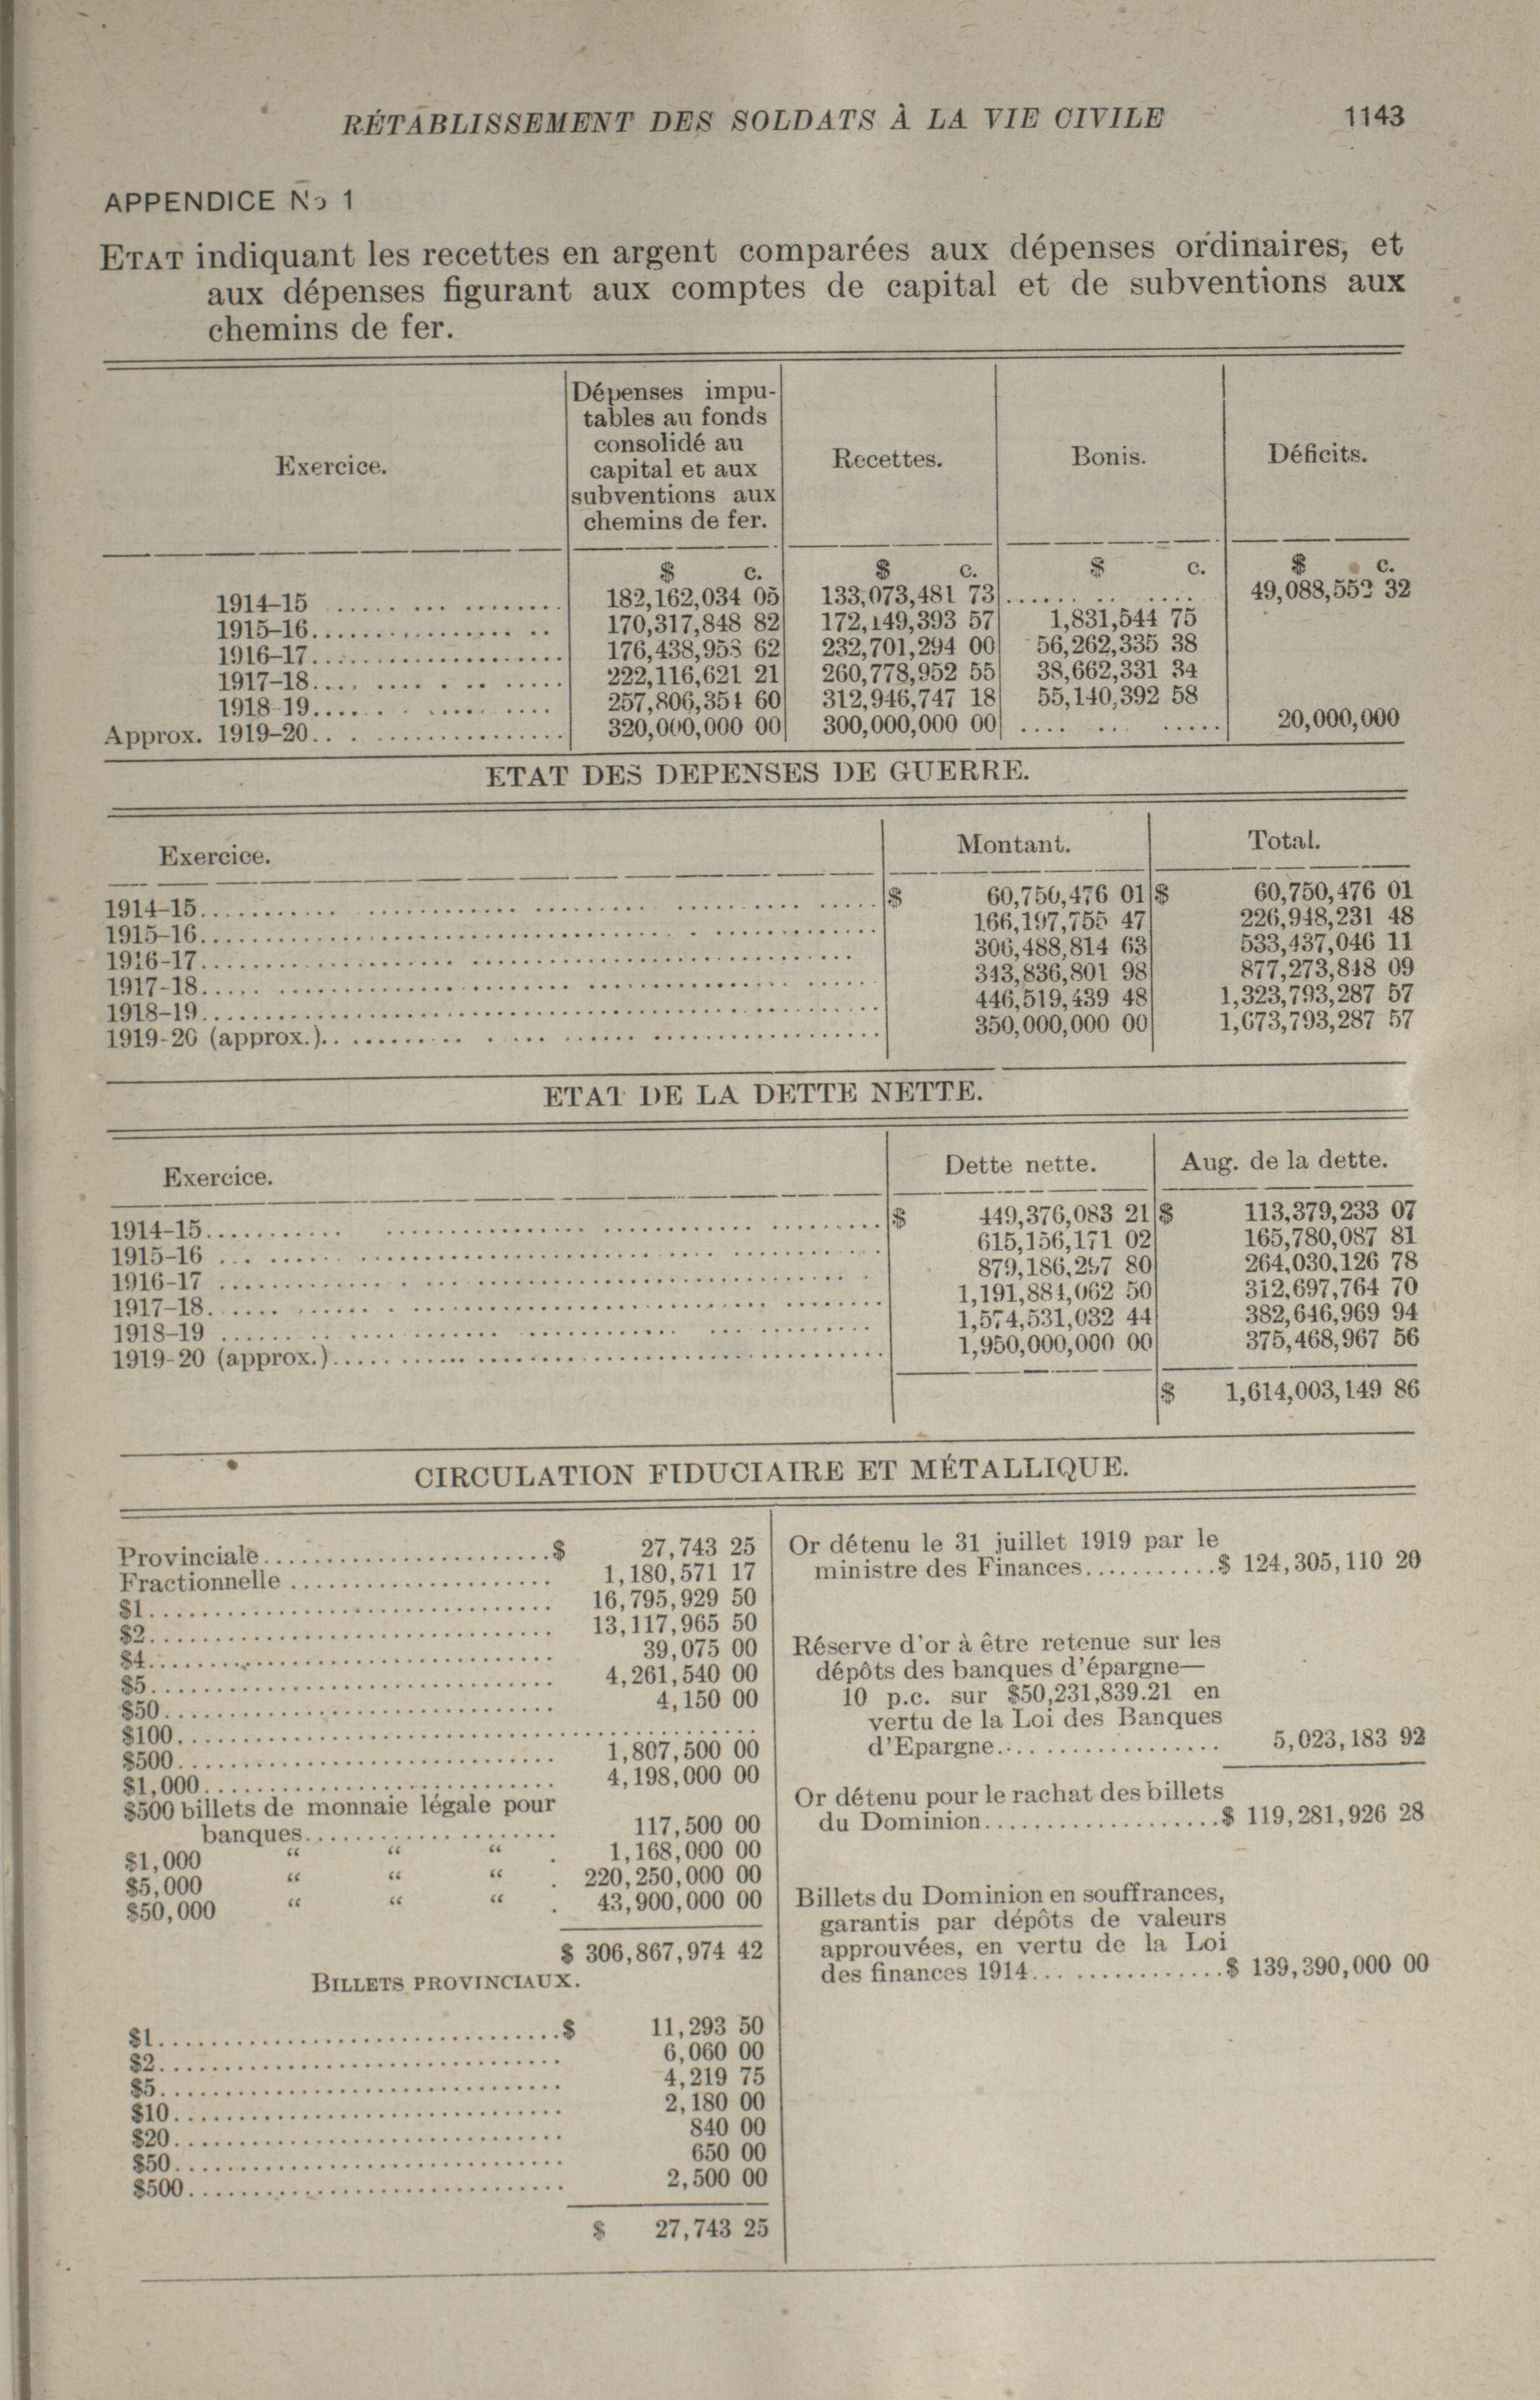 RÉTABLISSEMENT DES SOLDATS À LA VIE CIVILE 1143
APPENDICE No 1
ETAT indiquant les recettes en argent comparées aux dépenses ordinaires, et
aux dépenses figurant aux comptes de capital et de subventions aux
chemins de fer.
Exercice. Dépenses impu-
tables au fonds
consolidé au
capital et aux
subventions aux
chemins de fer. Recettes. Bonis. Déficits.
$ c. $ c. $ c. $ c.
1914-15 ..... ... ........ 182,162,034 05 133,073,481 73 ...... .. .... 49,088,552 32
1915-16................ .. 170,317,848 82 172,149,393 57 1,831,544 75
1916-17.................... 176,438,953 62 232,701,294 00 56,262,335 38
1917-18.... .... . .. ..... 222,116,621 21 260,778,952 55 38,662,331 34
1918-19...... . ..... .... 257,806,354 60 312,946,747 18 55,140,392 58
Approx. 1919-20.. . ............... 320,000,000 00 300,000,000 00 .... ... ..... 20,000,000
ETAT DES DEPENSES DE GUERRE.
Exercice. Montant. Total.
1914-15........... ............ ......... ......... ..... $ 60,750,476 01 $ 60,750,476 01
1915-16.............................. . ............. 166,197,755 47 226,948,231 48
1916-17.................... .............................. 306,488,814 63 533,437,046 11
1917-18..... ..................... ............... ..... 343,836,801 98 877,273,848 09
1918-19..................................................... 446,519,439 48 1,323,793,287 57
1919-20 (approx.)........... . .... ...... .................. 350,000,000 00 1,673,793,287 57
ETAT DE LA DETTE NETTE.
Exercice. Dette nette. Aug. de la dette.
1914-15........... .............. ............ ......... $ 449,376,083 21 $ 113,379,233 07
1915-16 ... ...... ........................... ............ 615,156,171 02 165,780,087 81
1916-17 ............. . ... .............................. . 879,186,297 80 264,030,126 78
1917-18...... ...... . ........................ ........ 1,191,884,062 50 312,697,764 70
1918-19 ...... .. ......... ............ ... ......... 1,574,531,032 44 382,646,969 94
1919-20 (approx.)............................................ 1,950,000,000 00 375,468,967 56
$ 1,614,003,149 86
CIRCULATION FIDUCIAIRE ET MÉTALLIQUE.
Provinciale.......................$ 27,743 25
Fractionnelle ..................... 1,180,571 17
$1................................ 16,795,929 50
$2................................ 13,117,965 50
$4................................ 39,075 00
$5................................ 4,261,540 00
$50............................... 4,150 00
$100..............................................
$500.............................. 1,807,500 00
$1,000............................ 4,198,000 00
$500 billets de monnaie légale pour
banques..................... 117,500 00
$1,000 “ “ “ . 1,168,000 00
$5,000 “ “ “ . 220,250,000 00
$50,000 “ “ “ . 43,900,000 00
$ 306,867,974 42
BILLETS PROVINCIAUX.
$1................................$ 11,293 50
$2................................ 6,060 00
$5................................ 4,219 75
$10............................... 2,180 00
$20............................... 840 00
$50............................... 650 00
$500.............................. 2,500 00
$ 27,743 25
Or détenu le 31 juillet 1919 par le
ministre des Finances...........$ 124,305,110 20
Réserve d'or à être retenue sur les
dépôts des banques d'épargne—
10 p.c. sur $50,231,839.21 en
vertu de la Loi des Banques
d'Epargne.................... 5,023,183 92
Or détenu pour le rachat des billets
du Dominion....................$ 119,281,926 28
Billets du Dominion en souffrances,
garantis par dépôts de valeurs
approuvées, en vertu de la Loi
des finances 1914................$ 139,390,000 00